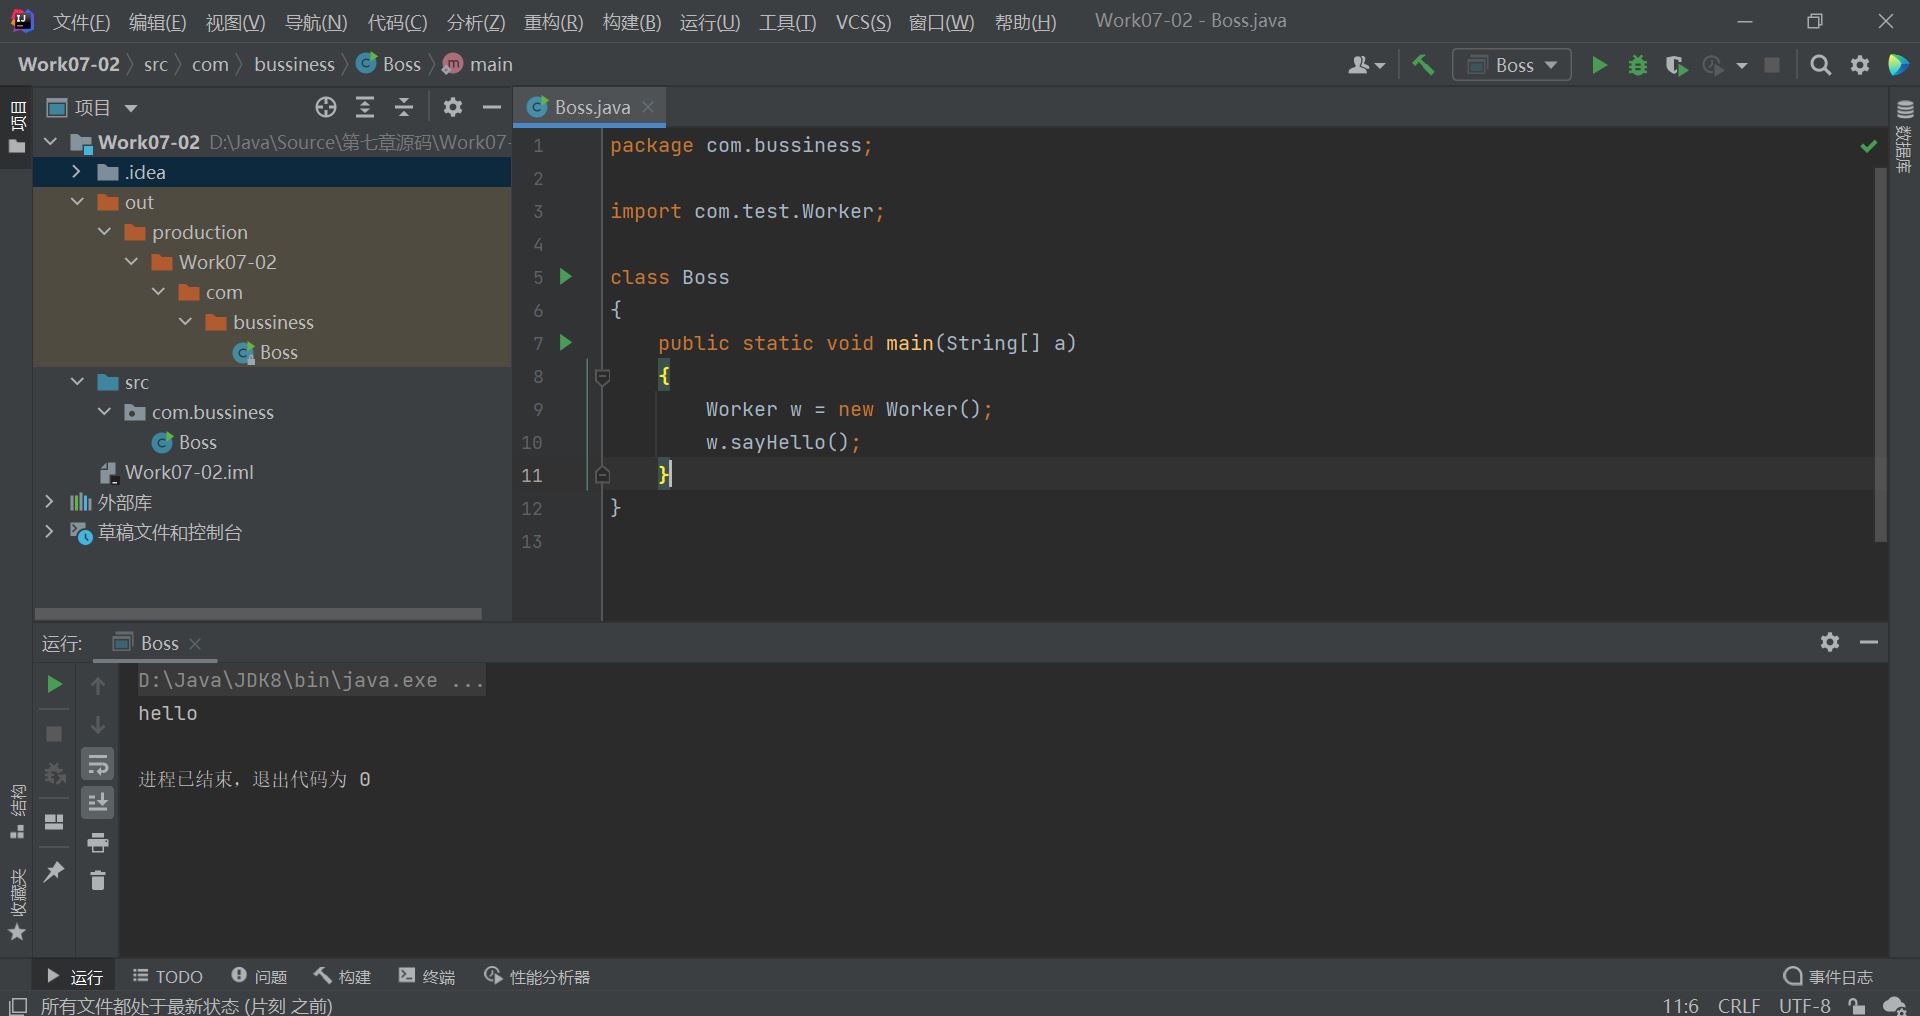 文件(F) 编辑(E) 视图(V) 导航(N) 代码(C) 分析(Z) 重构(R) 构建(B) 运行(U) 工具(T) VCS(S) 窗口(W) 帮助(H) Work07-02 - Boss.java
Work07-02 src com bussiness Boss main
Boss
项目
项目
Boss.java
Work07-02 D:\Java\Source\第七章源码\Work07-
.idea
out
production
Work07-02
com
bussiness
Boss
src
com.bussiness
Boss
Work07-02.iml
外部库
草稿文件和控制台
1 package com.bussiness;
2
3 import com.test.Worker;
4
5 class Boss
6 {
7 public static void main(String[] a)
8 {
9 Worker w = new Worker();
10 w.sayHello();
11 }
12 }
13
数据库
运行: Boss
D:\Java\JDK8\bin\java.exe ...
hello
进程已结束，退出代码为 0
结构
收藏夹
运行 TODO 问题 构建 终端 性能分析器 事件日志
所有文件都处于最新状态 (片刻 之前) 11:6 CRLF UTF-8